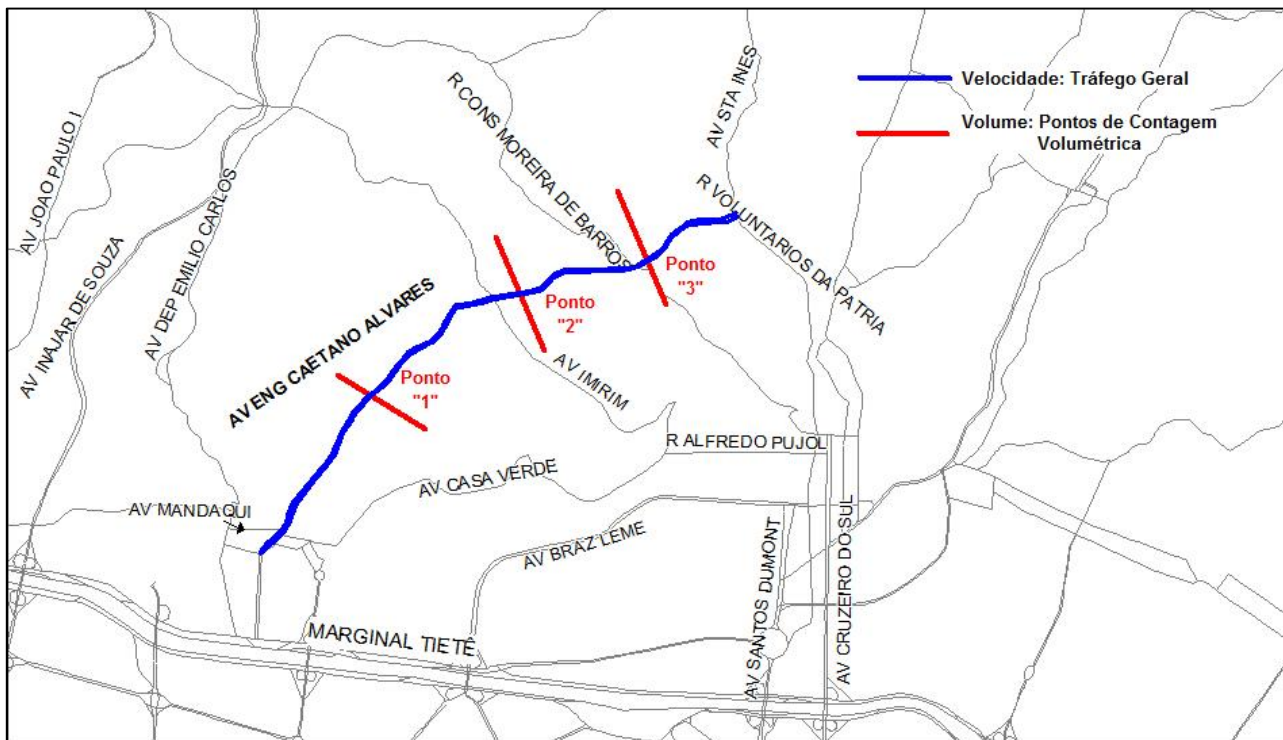 Velocidade: Tráfego Geral
Volume: Pontos de Contagem
Volumétrica
AV JOAO PAULO I
R CONS MOREIRA DE BARROS
AV STA INES
R VOLUNTARIOS DA PATRIA
AV INAJAR DE SOUZA
AV DEP EMILIO CARLOS
AV ENG CAETANO ALVARES
Ponto
"3"
Ponto
"2"
Ponto
"1"
AV IMIRIM
R ALFREDO PUJOL
AV CASA VERDE
AV MANDAQUI
AV BRAZ LEME
AV SANTOS DUMONT
AV CRUZEIRO DO SUL
MARGINAL TIETÊ